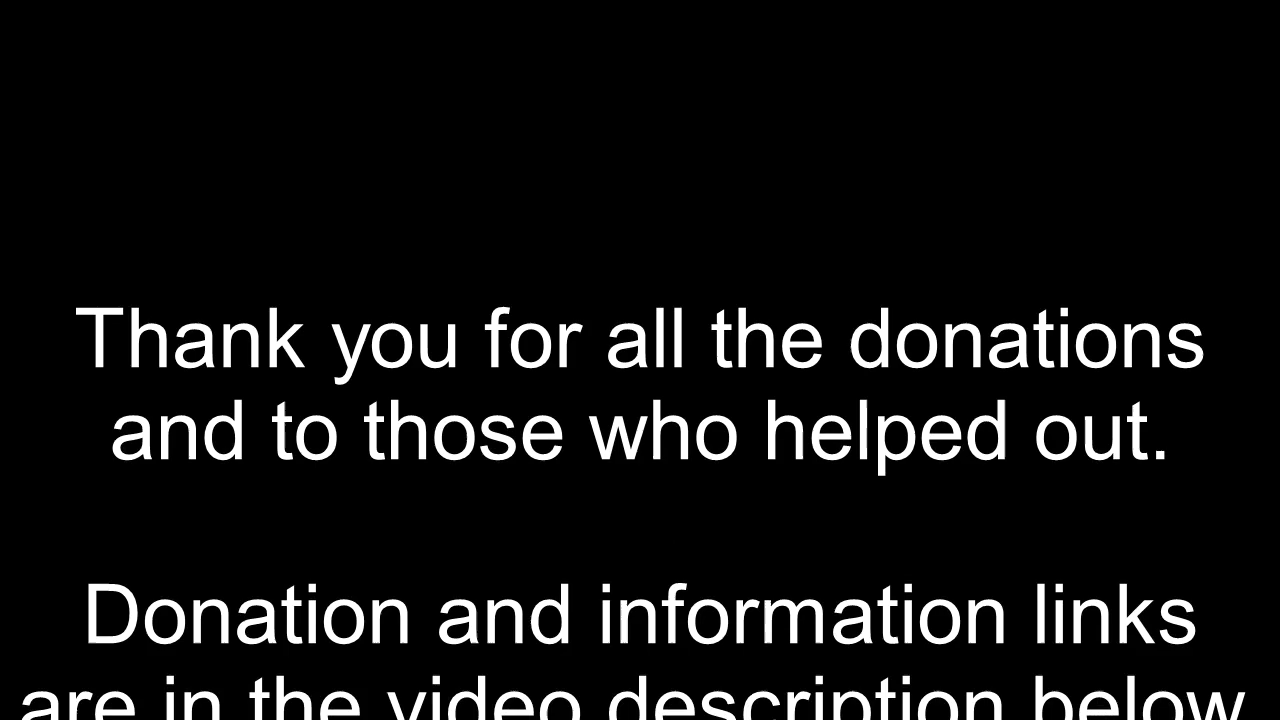 Thank you for all the donations
and to those who helped out.
Donation and information links
are in the video description below